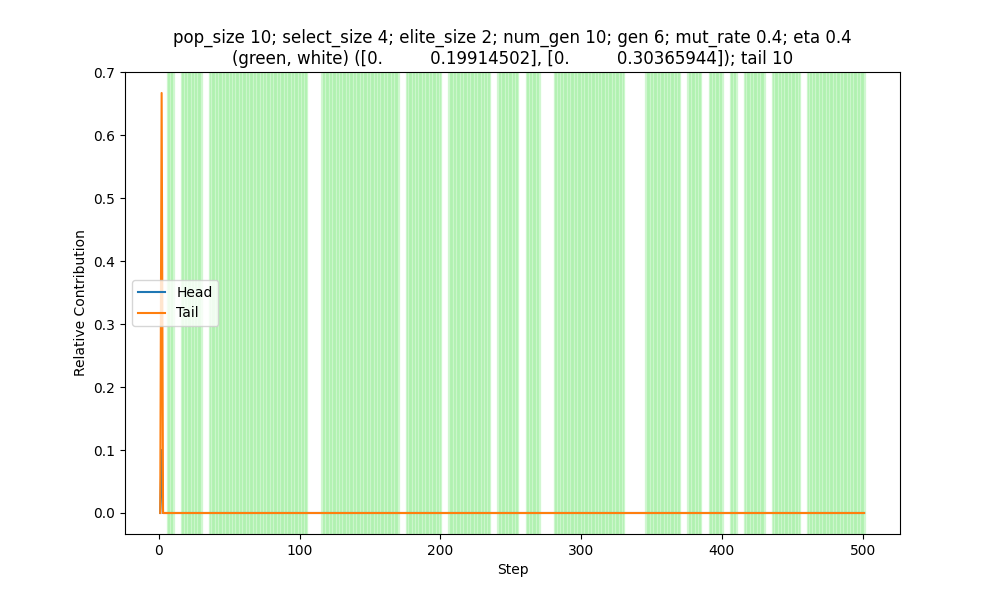 pop_size 10; select_size 4; elite_size 2; num_gen 10; gen 6; mut_rate 0.4; eta 0.4
(green, white) ([0.          0.19914502], [0.          0.30365944]); tail 10
0.7
0.6
0.5
0.4
0.3
0.2
0.1
0.0
Relative Contribution
Head
Tail
0
100
200
300
400
500
Step